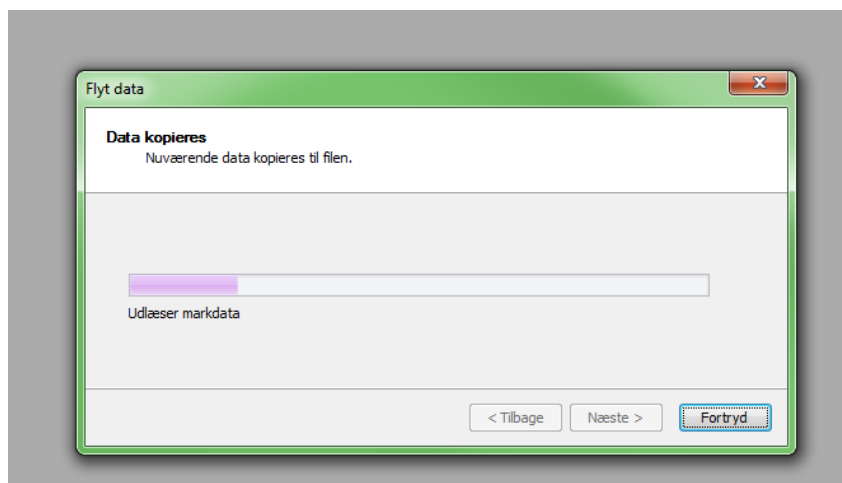 Flyt data
Data kopieres
Nuværende data kopieres til filen.
Udlæser markdata
< Tilbage
Næste >
Fortryd